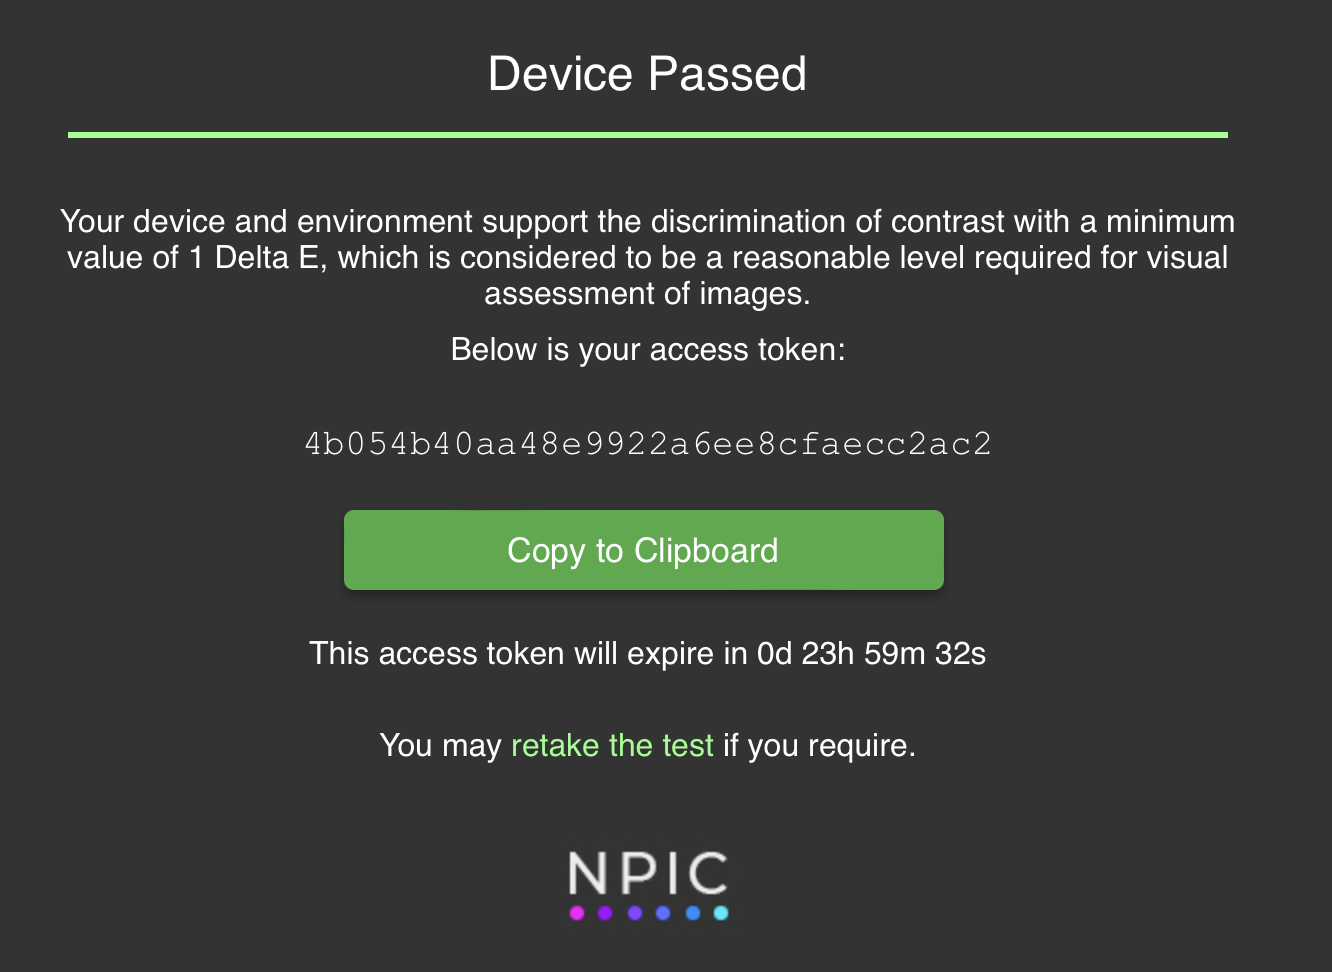 Device Passed
Your device and environment support the discrimination of contrast with a minimum
value of 1 Delta E, which is considered to be a reasonable level required for visual
assessment of images.
Below is your access token:
4b054b40aa48e9922a6ee8cfaecc2ac2
Copy to Clipboard
This access token will expire in 0d 23h 59m 32s
You may retake the test if you require.
NPIC